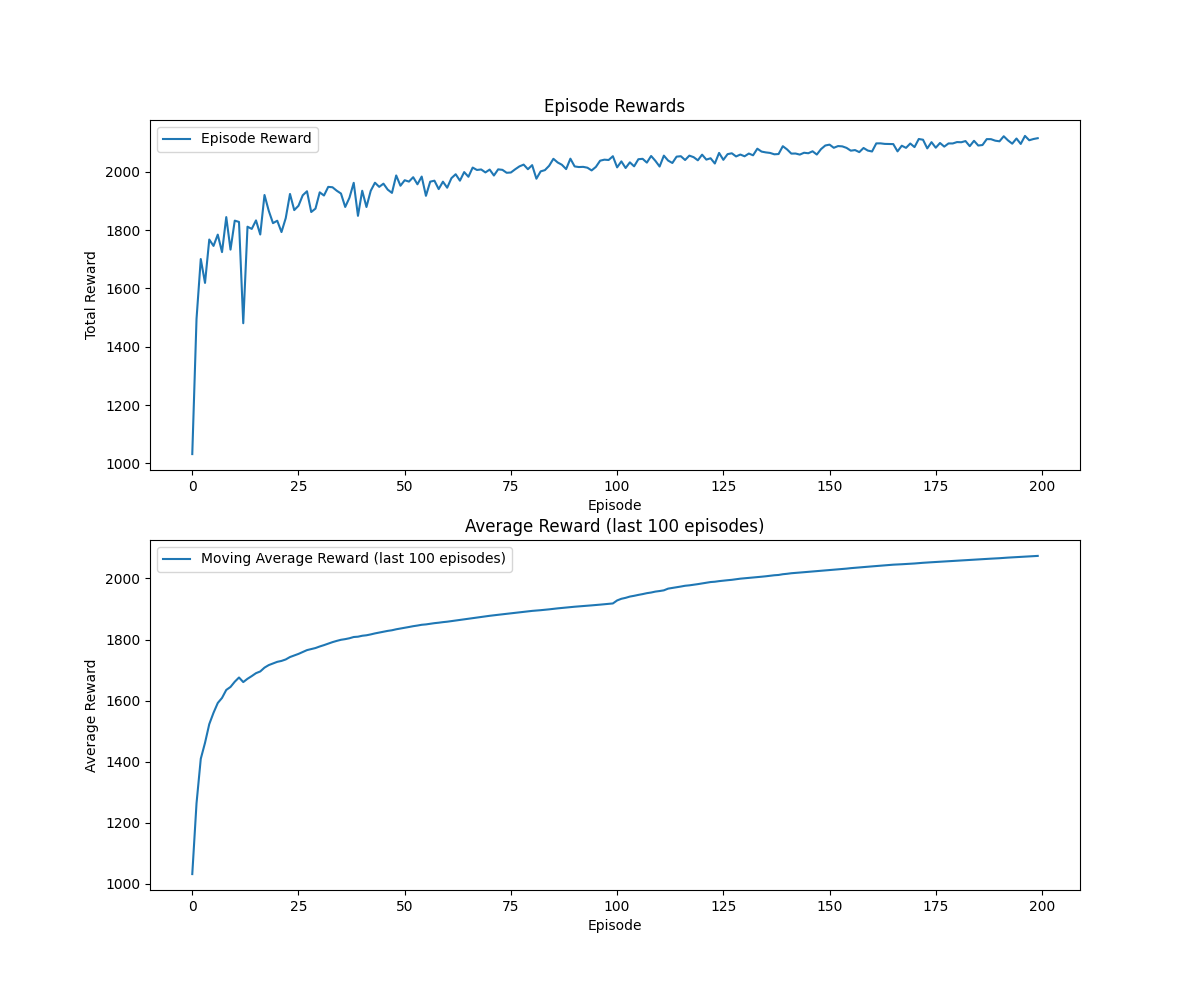 Episode Rewards
Episode Reward
2000
1800
1600
1400
1200
1000
Total Reward
0 25 50 75 100 125 150 175 200
Episode
Average Reward (last 100 episodes)
Moving Average Reward (last 100 episodes)
2000
1800
1600
1400
1200
1000
Average Reward
0 25 50 75 100 125 150 175 200
Episode